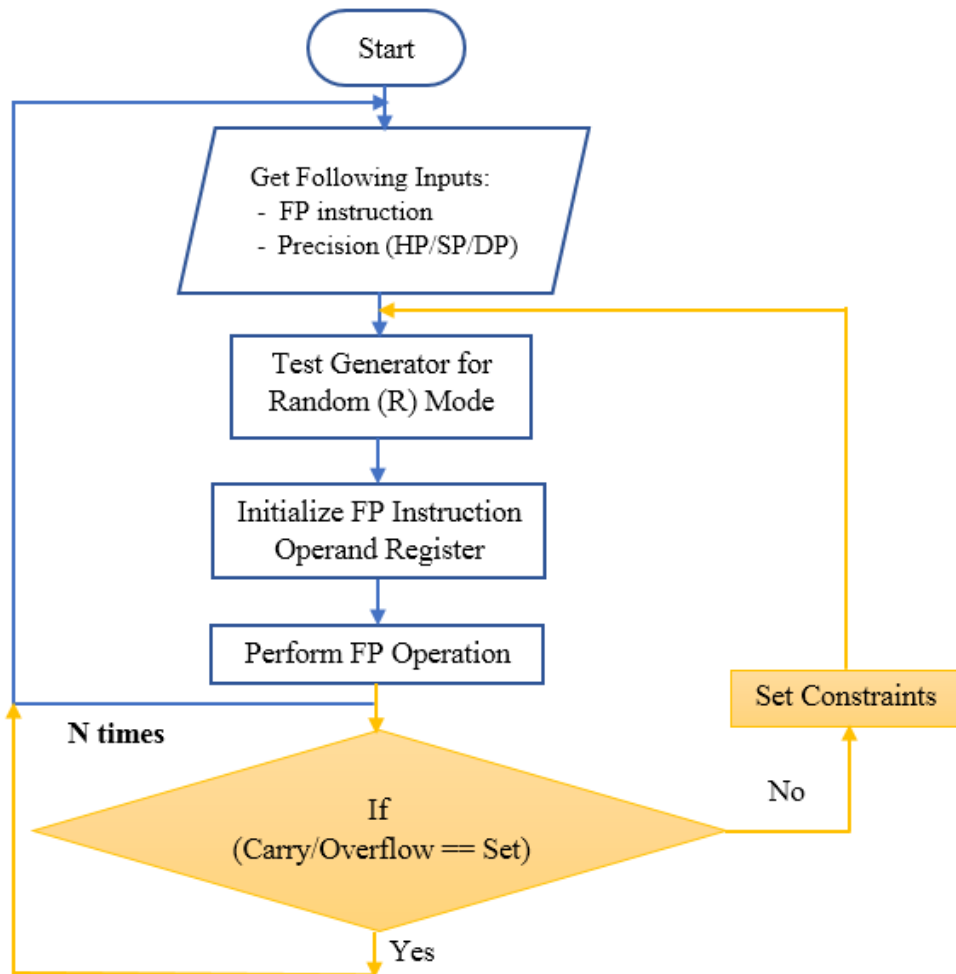 Start
Get Following Inputs:
- FP instruction
- Precision (HP/SP/DP)
Test Generator for
Random (R) Mode
Initialize FP Instruction
Operand Register
Perform FP Operation
Set Constraints
N times
No
If
(Carry/Overflow == Set)
Yes